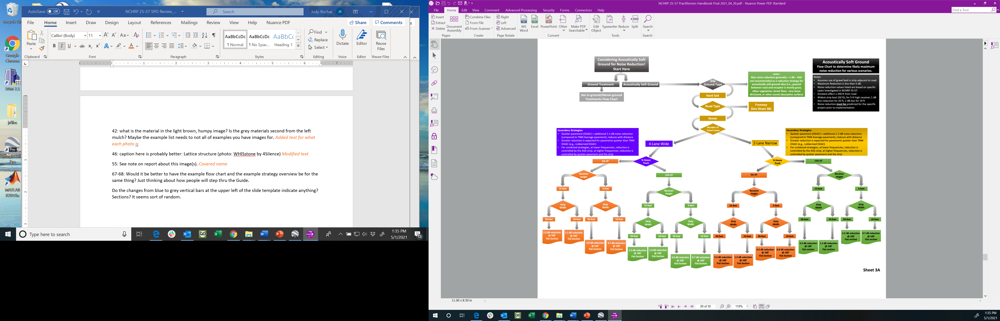 Recycle Bin
Google
Chrome
TNM 2.5
jrfiles
Google Earth
Pro
MATLAB
R2018a
AutoSave
Off
NCHRP 25-57 SPO Review_...
Search
Judy Rochat
JR
File
Home
Insert
Draw
Design
Layout
References
Mailings
Review
View
Help
Nuance PDF
Share
Comments
Calibri (Body)
11
Paste
Find
Replace
Select
AaBbCcDc
AaBbCcDc
AaBbCc
¶ Normal
¶ No Spac...
Heading 1
Dictate
Editor
Reuse
Files
Clipboard
Font
Paragraph
Styles
Editing
Voice
Editor
Reuse Files
42: what is the material in the light brown, humpy image? Is the grey materials second from the left
mulch? Maybe the example list needs to not all of examples you have images for. Added text for what
each photo is
46: caption here is probably better: Lattice structure (photo: WHISstone by 4Silence) Modified text
55: See note on report about this image(s). Covered name
67-68: Would it be better to have the example flow chart and the example strategy overview be for the
same thing? Just thinking about how people will step thru the Guide.
Do the changes from blue to grey vertical bars at the upper left of the slide template indicate anything?
Sections? It seems sort of random.
Type here to search
1:35 PM
5/1/2021
13
NCHRP 25-57 Practitioners Handbook Final 2021_04_30.pdf - Nuance Power PDF Standard
File
Home
Edit
View
Comment
Advanced Processing
Security
Forms
Connectors
Help
Find a Tool
Insert
Extract
Delete
Document
Assembly
Combine Files
From File
From Scanner
Right
Left
Advanced
MS
Word
Excel
PowerPoint
Other
Make PDF
Searchable
Edit
Object
Typewriter
Reduce
Split
Search
Pages
Create
Page Rotate
Convert
Tools
Search
Considering Acoustically Soft
Ground for Noise Reduction?
Start Here
Ground Treatment
Acoustically Soft Ground
See In-ground/Above-ground
Treatments Flow Chart
Site
Ground Type
Lawn:
Max noise reduction generally < 1 dB – ASG
not recommended as a reduction strategy for
acoustically soft ground sites (i.e., ground
between road and receptor is mostly grass,
other vegetation, forest floor, very loose
dirt/sand, or other sound absorptive surface)
Acoustically Soft Ground
Flow Chart to determine likely maximum
noise reduction for various scenarios.
Notes:
• Assumes use of gravel bed in strip adjacent to road.
• Maximum Reduction is less than 5 dB.
• Noise reduction values listed are based on specific
cases investigated in NCHRP 25-57.
• Greatest effect ≤ 200 ft from road
• Widest strip best (50 ft); for 5-ft high receiver, 1 dB
less reduction for 20 ft, 2 dB less for 10 ft
• Noise reduction must be predicted for the specific
project prior to implementation.
Hard Soil
Road Type
Freeway
(See Sheet 3B)
Street
Number of
Travel Lanes
Secondary Strategies:
• Quieter pavement (OGAC) = additional 1-2 dB noise reduction
(compared to TNM Average pavement), reduces with distance
• Greater reduction is expected for pavements quieter than TNM
OGAC (e.g., rubberized OGAC)
• For combined strategies, at lower frequencies, reduction is
controlled by the ASG strip; at higher frequencies, reduction is
controlled by quieter pavement and the strip
4-Lane Wide
2-Lane Narrow
Secondary Strategies:
• Quieter pavement (OGAC) = additional 1-2 dB noise reduction
(compared to TNM Average pavement), reduces with distance
• Greater reduction is expected for pavements quieter than TNM
OGAC (e.g., rubberized OGAC)
• For combined strategies, at lower frequencies, reduction is
controlled by the ASG strip; at higher frequencies, reduction is
controlled by quieter pavement and the strip
5% HT
% Heavy
Truck
% Heavy
Truck
15% HT
Receiver
Height
15% HT
5% HT
Receiver
Height
15-feet
5-feet
Receiver
Height
Receiver
Height
15-feet
5-feet
Strip
Width
Strip
Width
15-feet
5-feet
15-feet
5-feet
Strip
Width
Strip
Width
50-feet
10-feet
50-feet
10-feet
Strip
Width
Strip
Width
Strip
Width
Strip
Width
50-feet
10-feet
50-feet
10-feet
2.2 dB reduction
@ 100'
Flat Section
1.1 dB reduction
@ 100'
Flat Section
50-feet
10-feet
50-feet
10-feet
50-feet
10-feet
50-feet
10-feet
4.2 dB reduction
@ 100'
Flat section
0.7 dB reduction
@ 100'
Flat Section
3.9 dB reduction
@ 100'
Flat Section
0.7 dB reduction
@ 100'
Flat Section
3.5 dB reduction
@ 100'
Flat section
1.3 dB reduction
@ 100'
Flat Section
2.3 dB reduction
@ 100'
Flat Section
1.0 dB reduction
@ 100'
Flat Section
4.5 dB reduction
@ 100'
Flat Section
0.8 dB reduction
@ 100'
Flat Section
3.6 dB reduction
@ 100'
Flat Section
0.7 dB reduction
@ 100'
Flat Section
3.4 dB reduction
@ 100'
Flat Section
1.5 dB reduction
@ 100'
Flat Section
Sheet 3A
11.00 x 8.50 in
26 of 30
118%
1:35 PM
5/1/2021